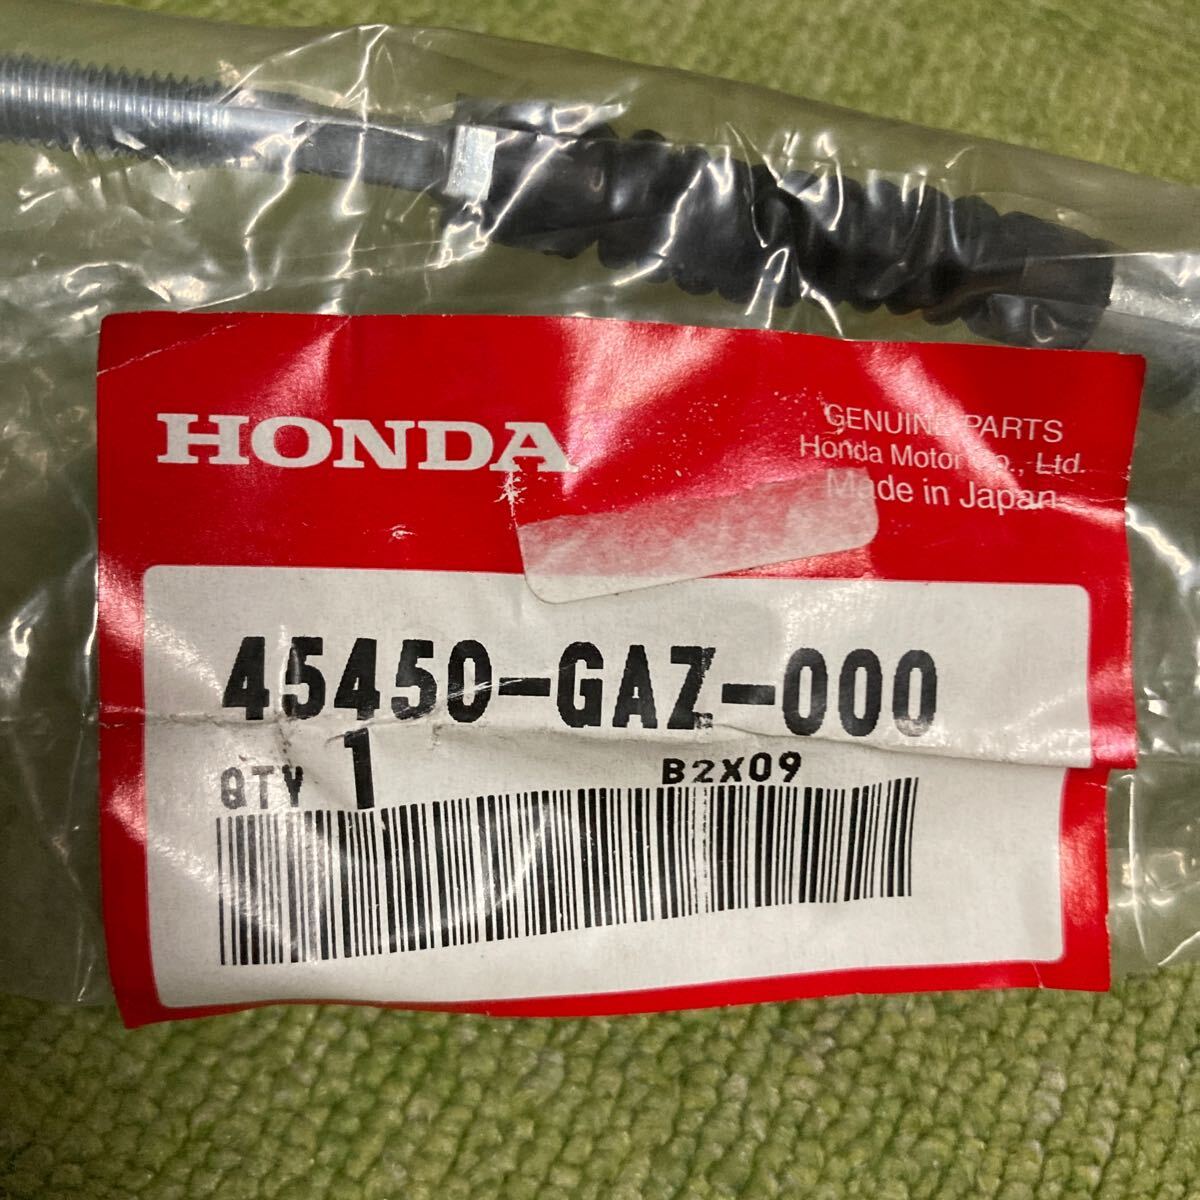 HONDA
GENUINE PARTS
Honda Motor Co., Ltd.
Made in Japan
45450-GAZ-000
QTY 1 B2X09